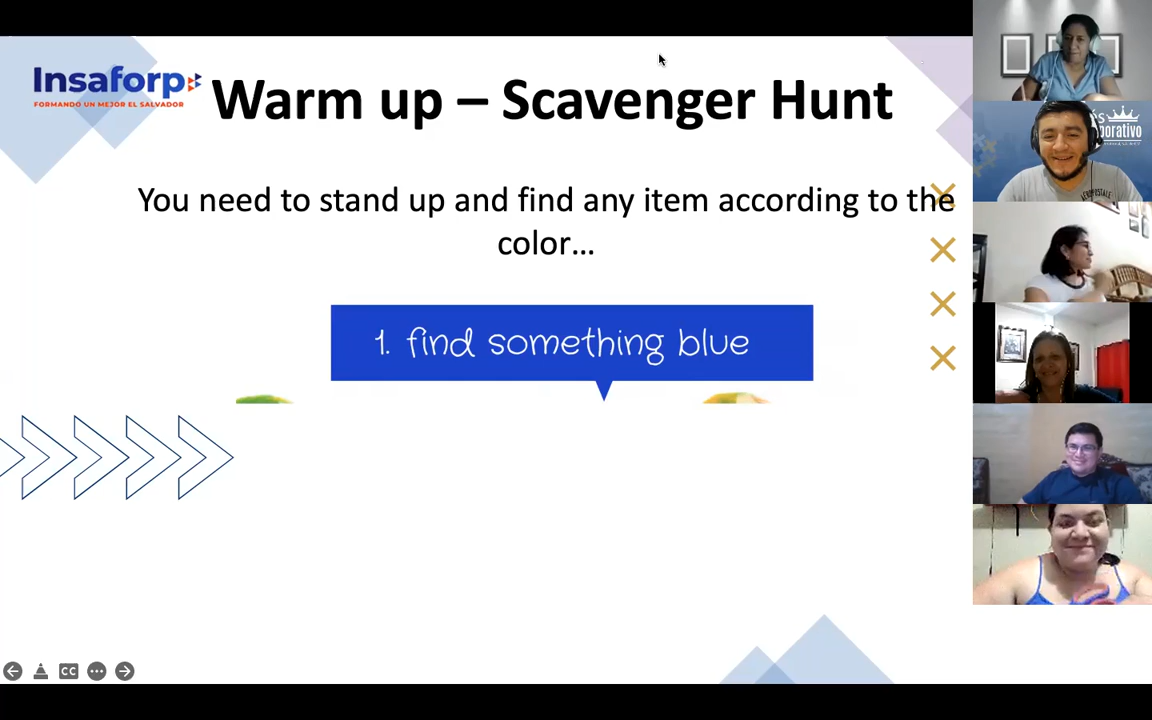 Insaforp
FORMANDO UN MEJOR EL SALVADOR
Warm up – Scavenger Hunt
You need to stand up and find any item according to the
color...
1. find something blue
CC